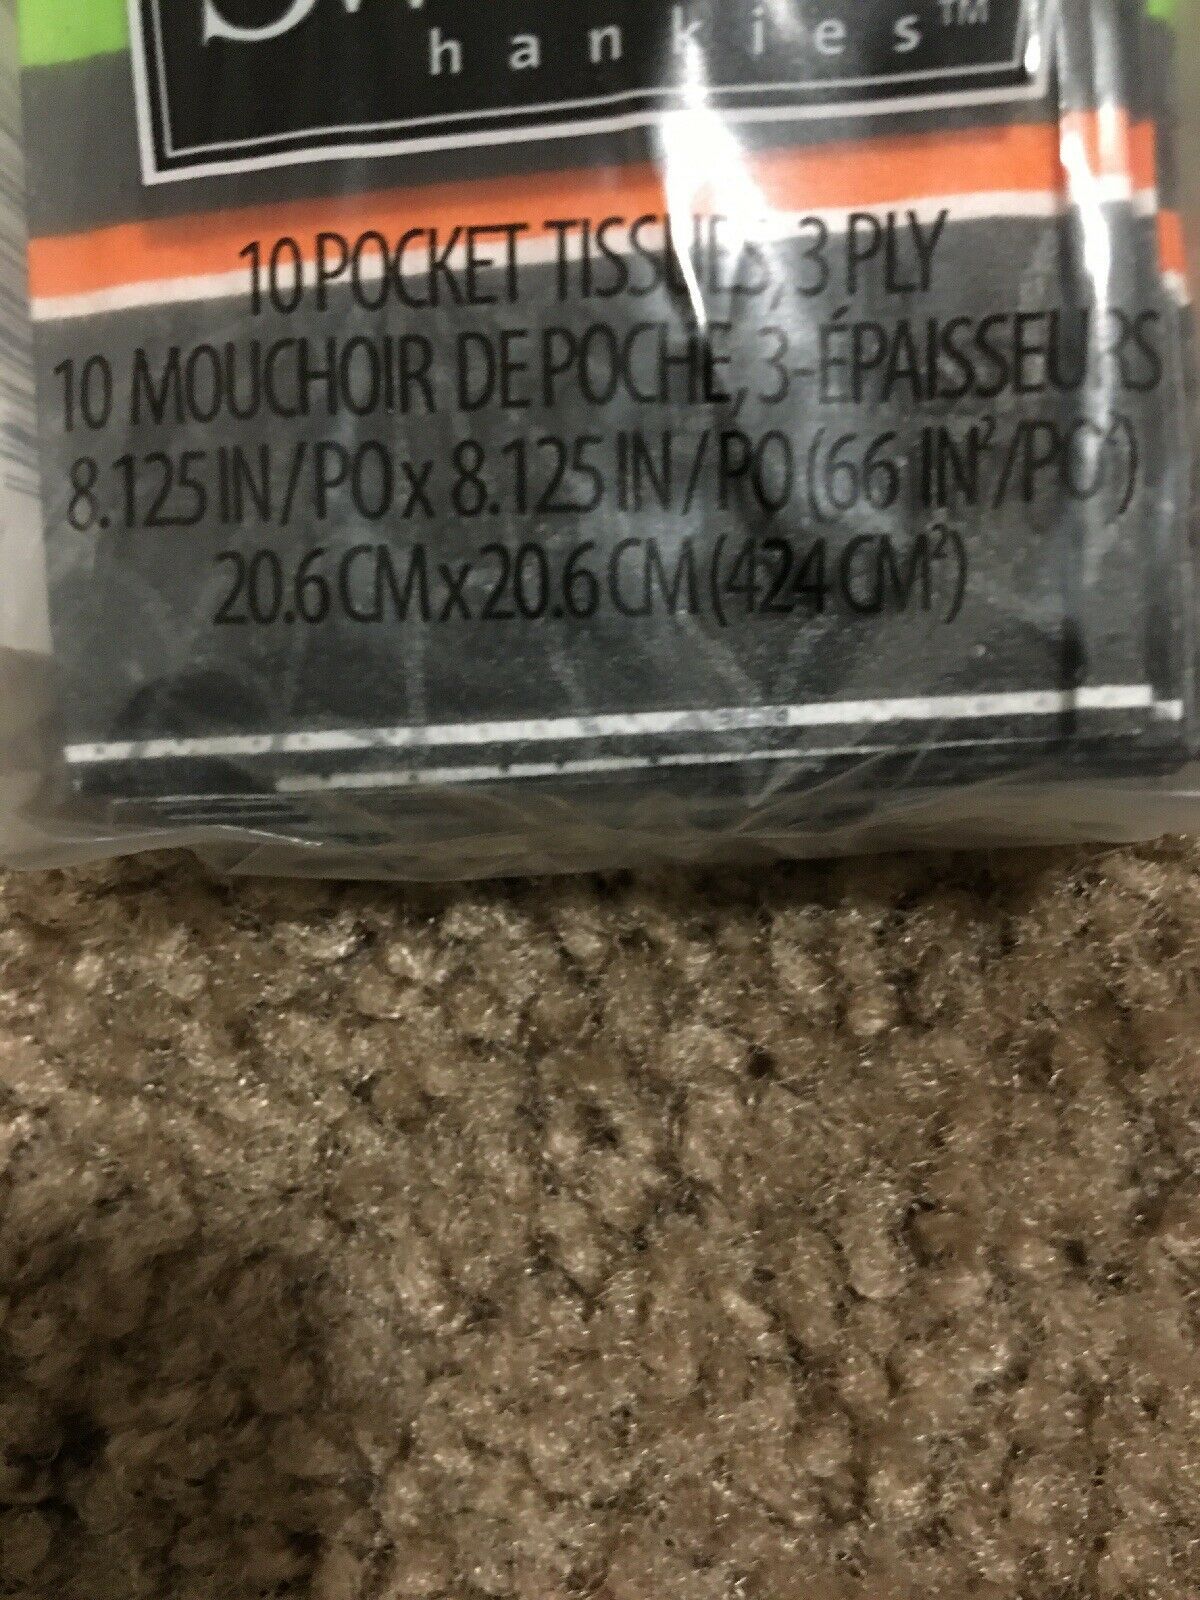 hankies™
10 POCKET TISSUES, 3 PLY
10 MOUCHOIR DE POCHE, 3-ÉPAISSEURS
8.125 IN/PO x 8.125 IN/PO (66 IN²/PO²)
20.6 CM x 20.6 CM (424 CM²)